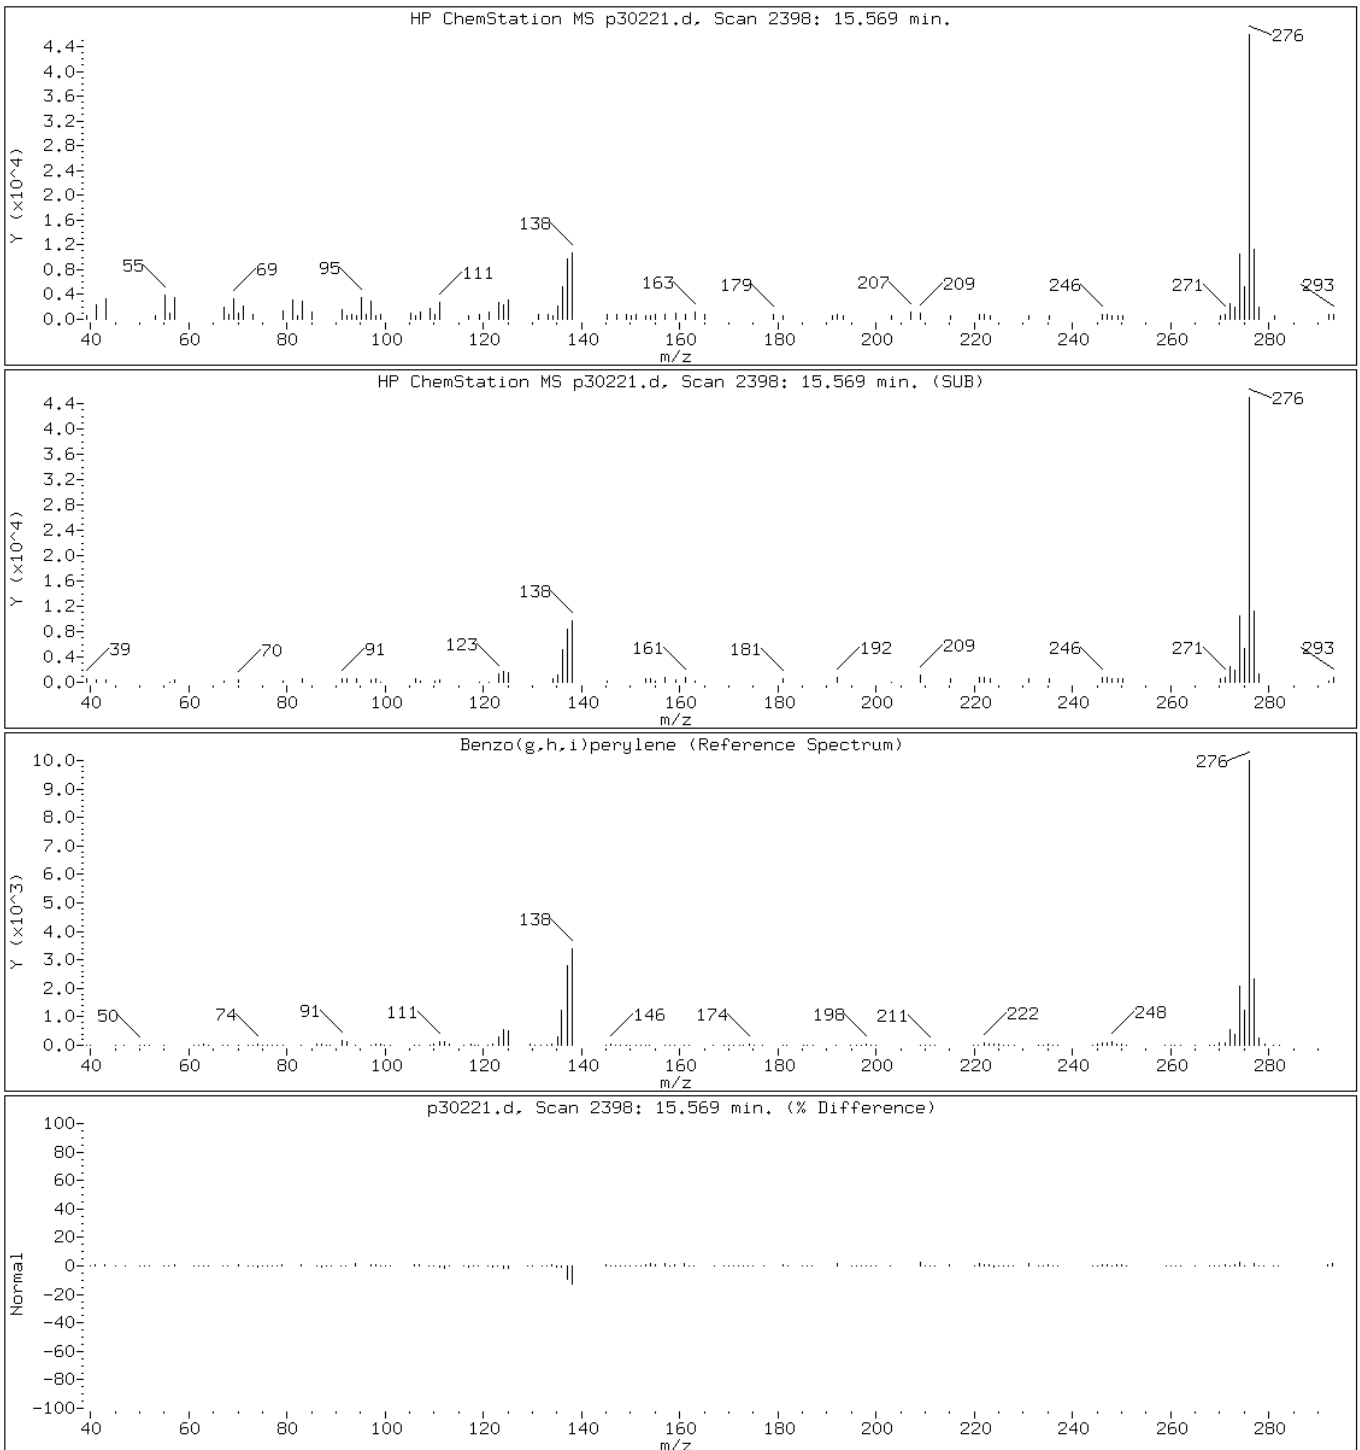 HP ChemStation MS p30221.d, Scan 2398: 15.569 min.
Y (x10^4)
4.4-
4.0-
3.6-
3.2-
2.8-
2.4-
2.0-
1.6-
1.2-
0.8-
0.4-
0.0-
276
138
55 69 95 111 163 179 207 209 246 271 293
40 60 80 100 120 140 160 180 200 220 240 260 280
m/z
HP ChemStation MS p30221.d, Scan 2398: 15.569 min. (SUB)
Y (x10^4)
4.4-
4.0-
3.6-
3.2-
2.8-
2.4-
2.0-
1.6-
1.2-
0.8-
0.4-
0.0-
276
138
39 70 91 123 161 181 192 209 246 271 293
40 60 80 100 120 140 160 180 200 220 240 260 280
m/z
Benzo(g,h,i)perylene (Reference Spectrum)
Y (x10^3)
10.0-
9.0-
8.0-
7.0-
6.0-
5.0-
4.0-
3.0-
2.0-
1.0-
0.0-
276
138
50 74 91 111 146 174 198 211 222 248
40 60 80 100 120 140 160 180 200 220 240 260 280
m/z
p30221.d, Scan 2398: 15.569 min. (% Difference)
Normal
100-
80-
60-
40-
20-
0-
-20-
-40-
-60-
-80-
-100-
40 60 80 100 120 140 160 180 200 220 240 260 280
m/z